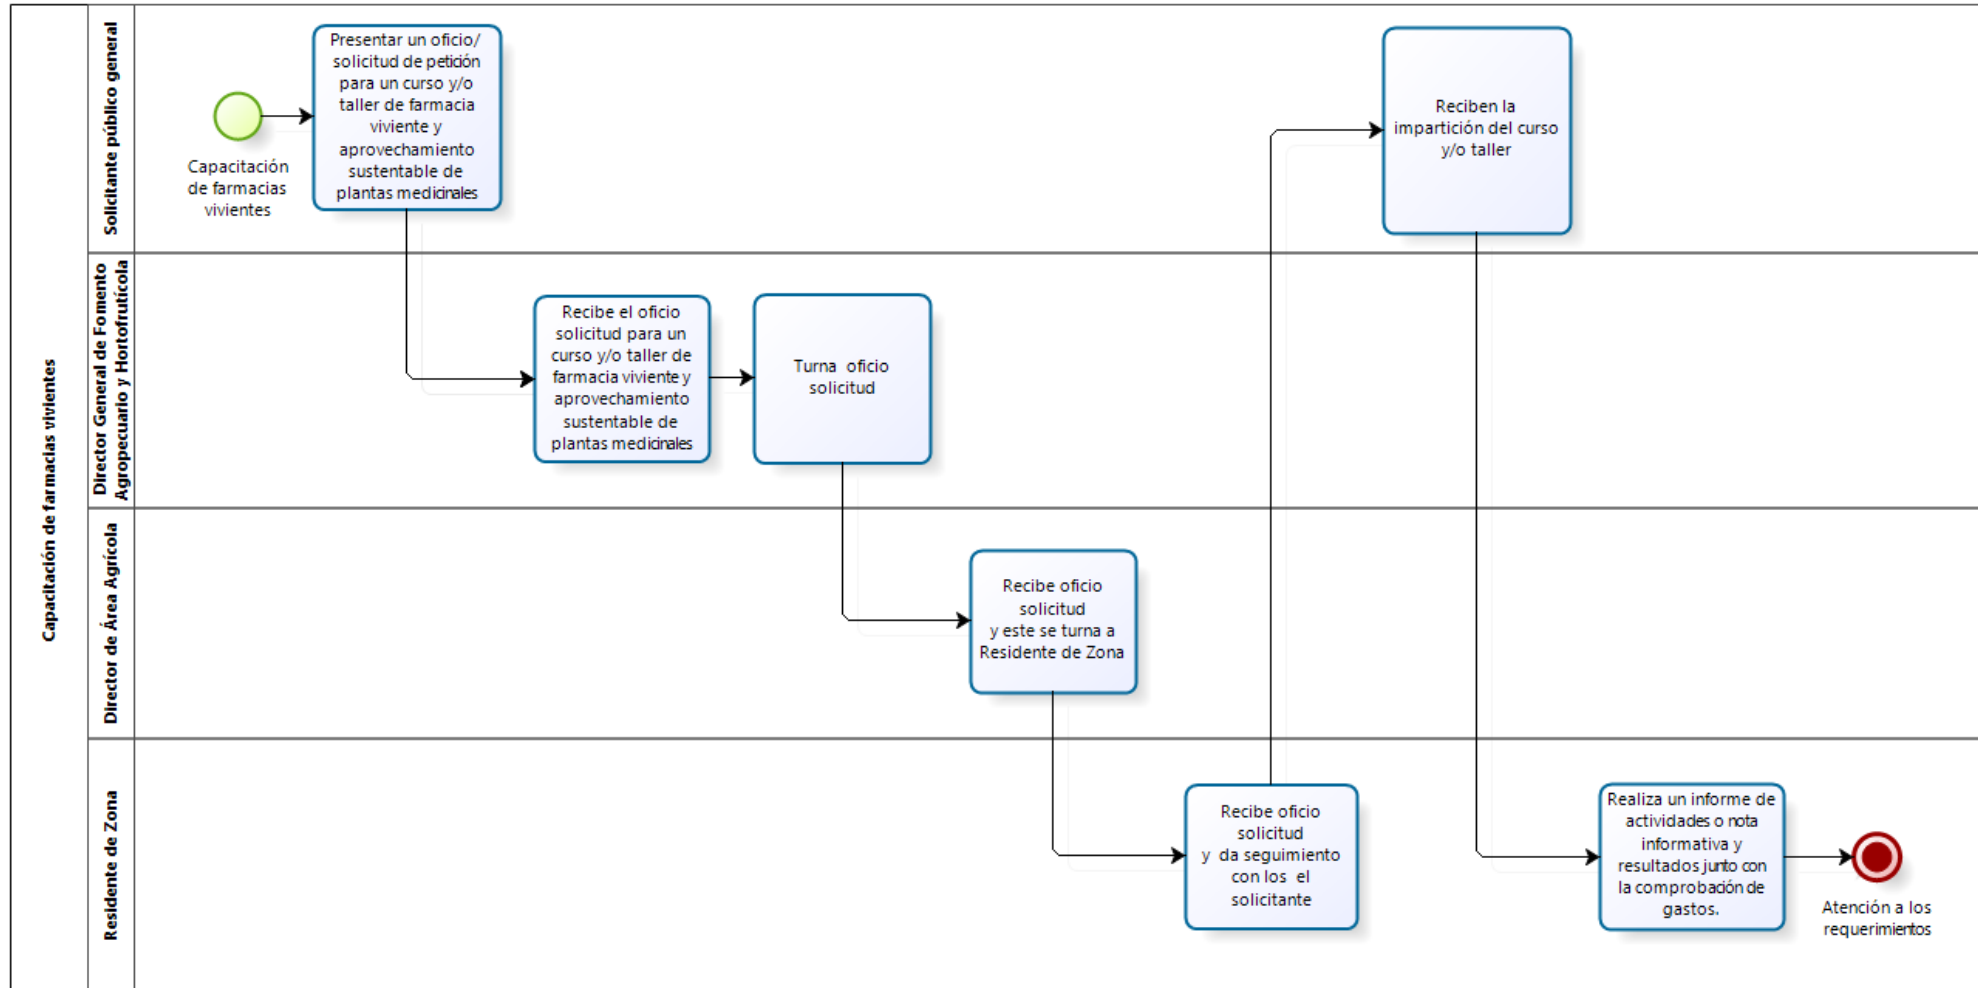 Capacitación de farmacias vivientes
Solicitante público general
Capacitación
de farmacias
vivientes
Presentar un oficio/
solicitud de petición
para un curso y/o
taller de farmacia
viviente y
aprovechamiento
sustentable de
plantas medicinales
Reciben la
impartición del curso
y/o taller
Director General de Fomento
Agropecuario y Hortofrutícola
Recibe el oficio
solicitud para un
curso y/o taller de
farmacia viviente y
aprovechamiento
sustentable de
plantas medicinales
Turna oficio
solicitud
Director de Área Agrícola
Recibe oficio
solicitud
y este se turna a
Residente de Zona
Residente de Zona
Recibe oficio
solicitud
y da seguimiento
con los el
solicitante
Realiza un informe de
actividades o nota
informativa y
resultados junto con
la comprobación de
gastos.
Atención a los
requerimientos